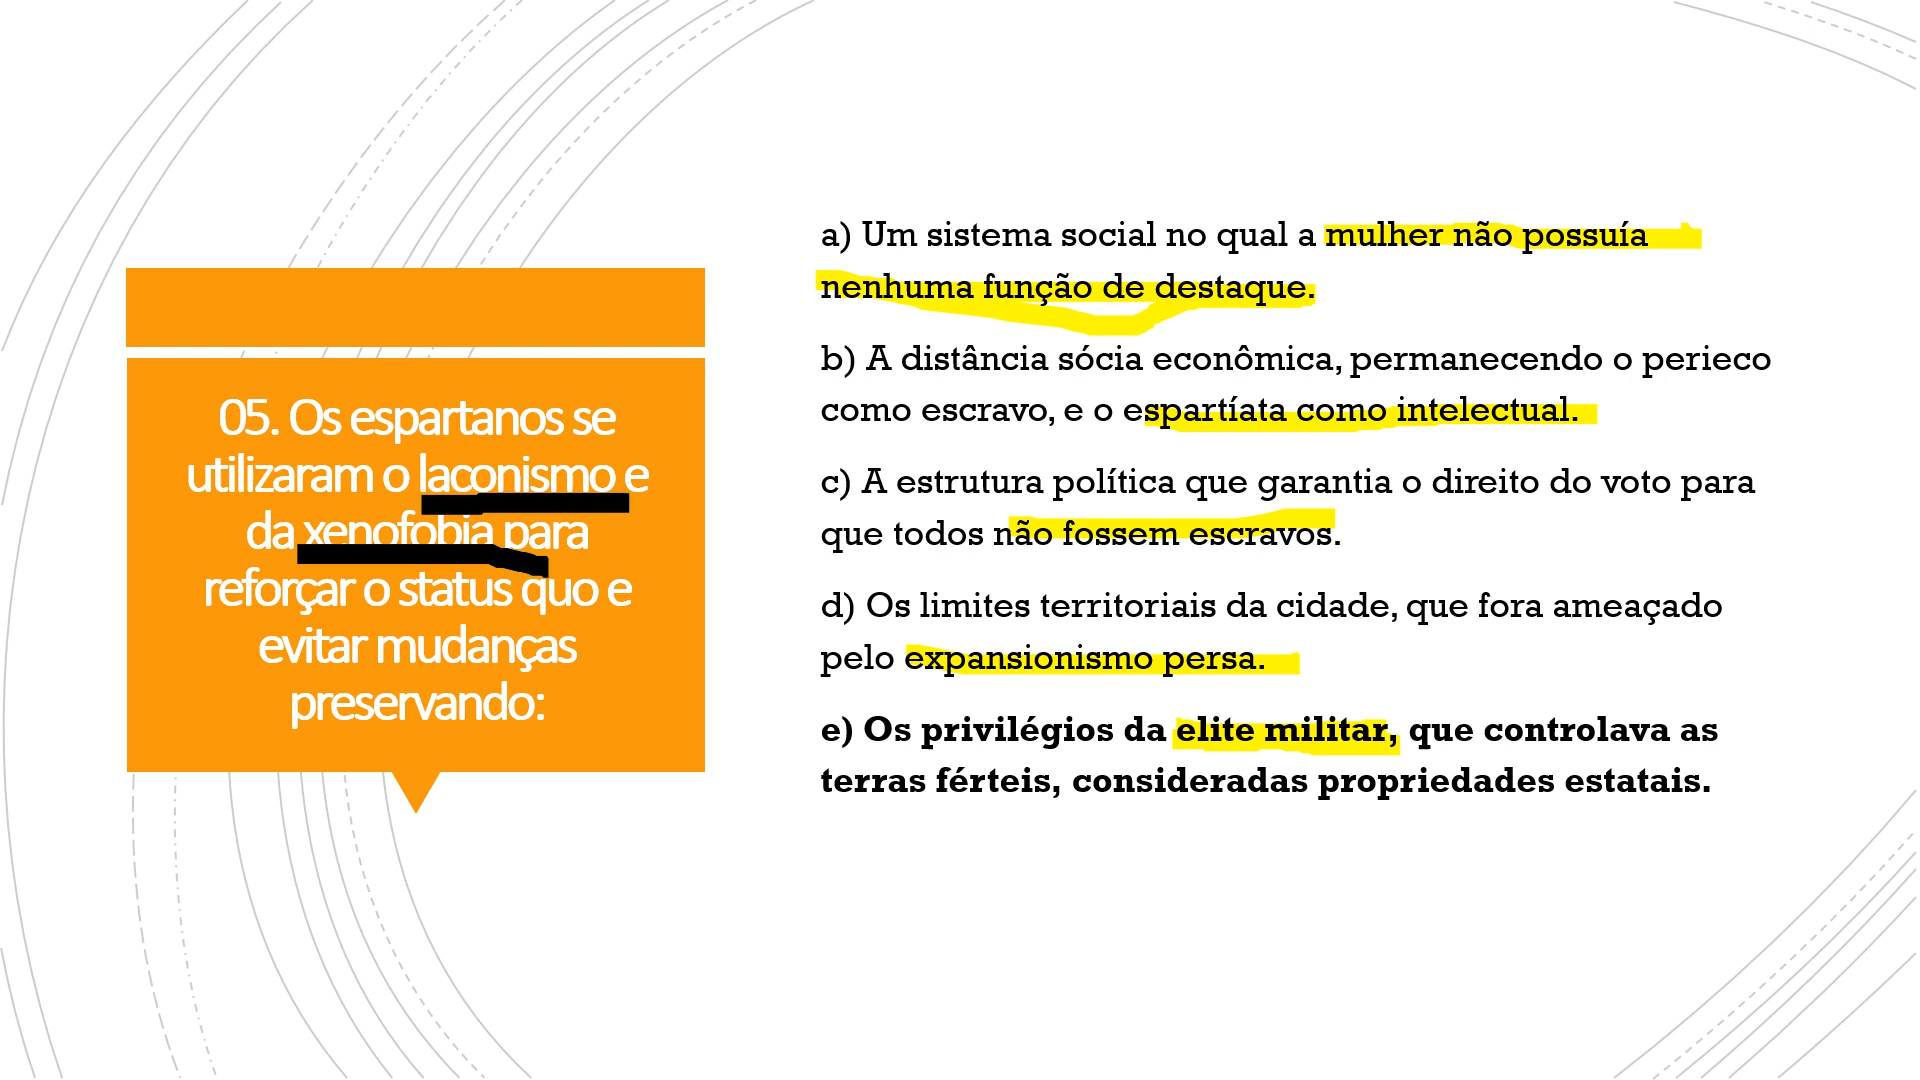 05. Os espartanos se
utilizaram o laconismo e
da xenofobia para
reforçar o status quo e
evitar mudanças
preservando:
a) Um sistema social no qual a mulher não possuía
nenhuma função de destaque.
b) A distância sócia econômica, permanecendo o perieco
como escravo, e o espartíata como intelectual.
c) A estrutura política que garantia o direito do voto para
que todos não fossem escravos.
d) Os limites territoriais da cidade, que fora ameaçado
pelo expansionismo persa.
e) Os privilégios da elite militar, que controlava as
terras férteis, consideradas propriedades estatais.